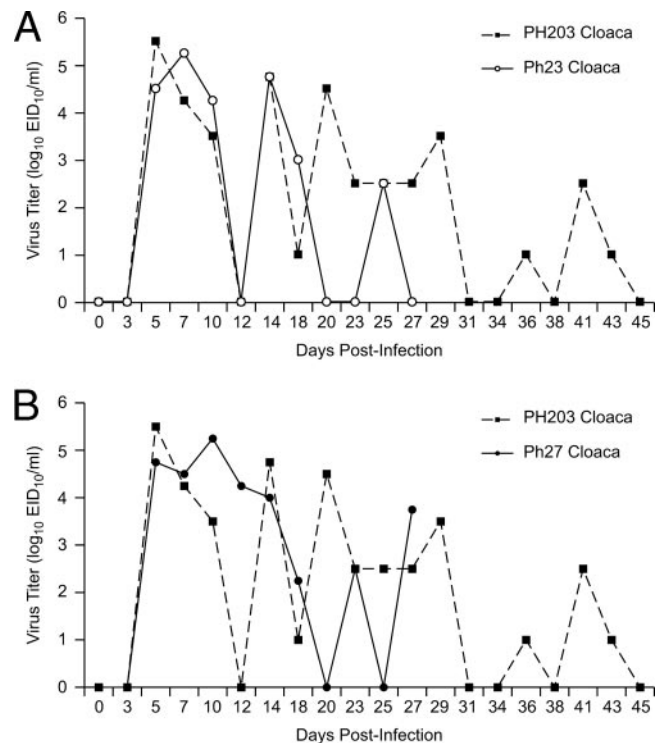 A
PH203 Cloaca
Ph23 Cloaca
Virus Titer (log10 EID10/ml)
6
5
4
3
2
1
0
0 3 5 7 10 12 14 18 20 23 25 27 29 31 34 36 38 41 43 45
Days Post-Infection
B
PH203 Cloaca
Ph27 Cloaca
Virus Titer (log10 EID10/ml)
6
5
4
3
2
1
0
0 3 5 7 10 12 14 18 20 23 25 27 29 31 34 36 38 41 43 45
Days Post-Infection